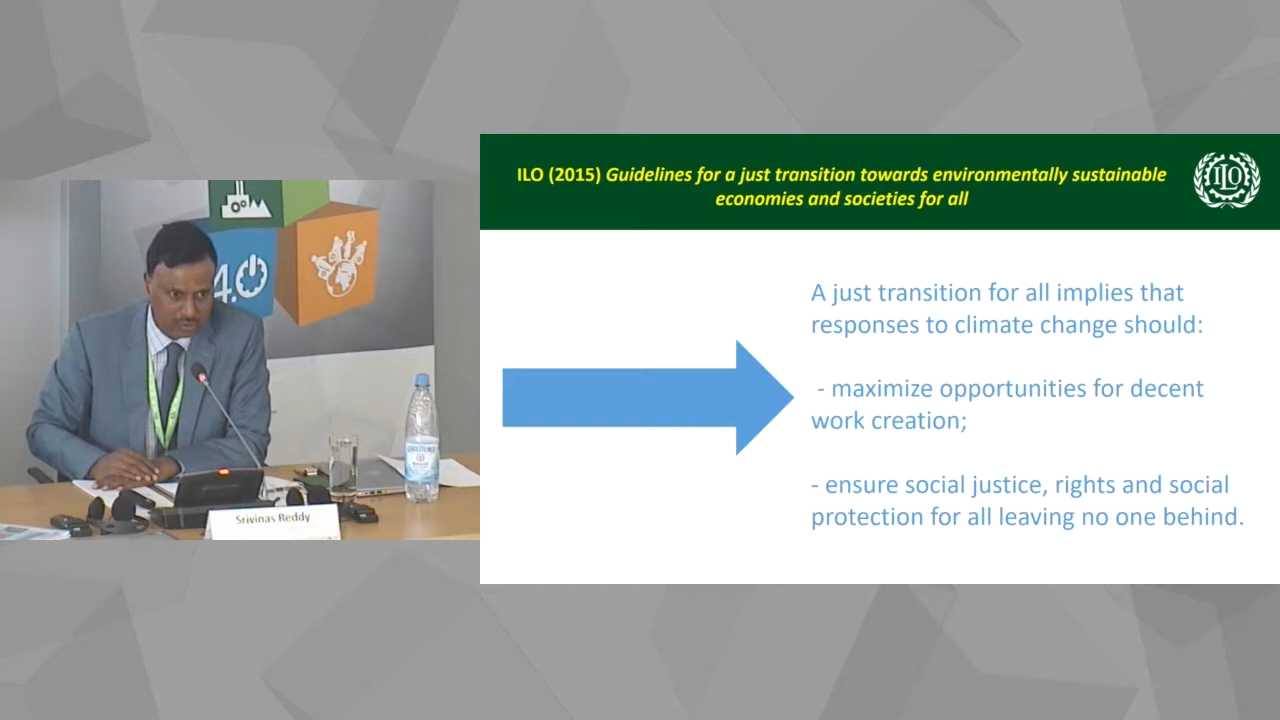 4.0
Srivinas Reddy
ILO (2015) Guidelines for a just transition towards environmentally sustainable
economies and societies for all
ILO
A just transition for all implies that
responses to climate change should:
- maximize opportunities for decent
work creation;
- ensure social justice, rights and social
protection for all leaving no one behind.